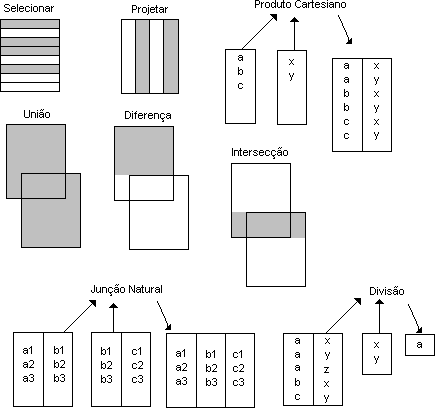 Selecionar
Projetar
Produto Cartesiano
a
b
c
x
y
a x
a y
b x
b y
c x
c y
União
Diferença
Intersecção
Junção Natural
a1 b1
a2 b2
a3 b3
b1 c1
b2 c2
b3 c3
a1 b1 c1
a2 b2 c2
a3 b3 c3
Divisão
a x
a y
a z
b x
c y
x
y
a